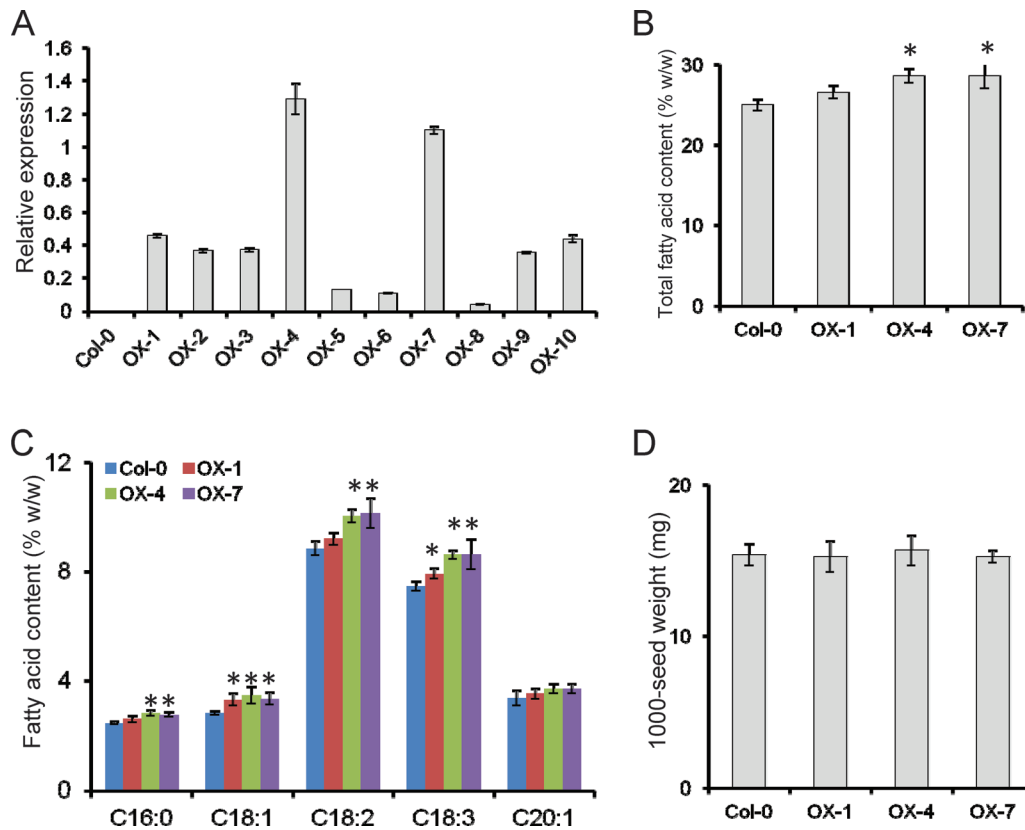 A
Relative expression
1.6
1.4
1.2
1
0.8
0.6
0.4
0.2
0
Col-0 OX-1 OX-2 OX-3 OX-4 OX-5 OX-6 OX-7 OX-8 OX-9 OX-10
B
Total fatty acid content (% w/w)
* *
30
20
10
0
Col-0 OX-1 OX-4 OX-7
C
Fatty acid content (% w/w)
Col-0 OX-1
OX-4 OX-7
12
8
4
0
** *** ** * **
C16:0 C18:1 C18:2 C18:3 C20:1
D
1000-seed weight (mg)
20
10
0
Col-0 OX-1 OX-4 OX-7